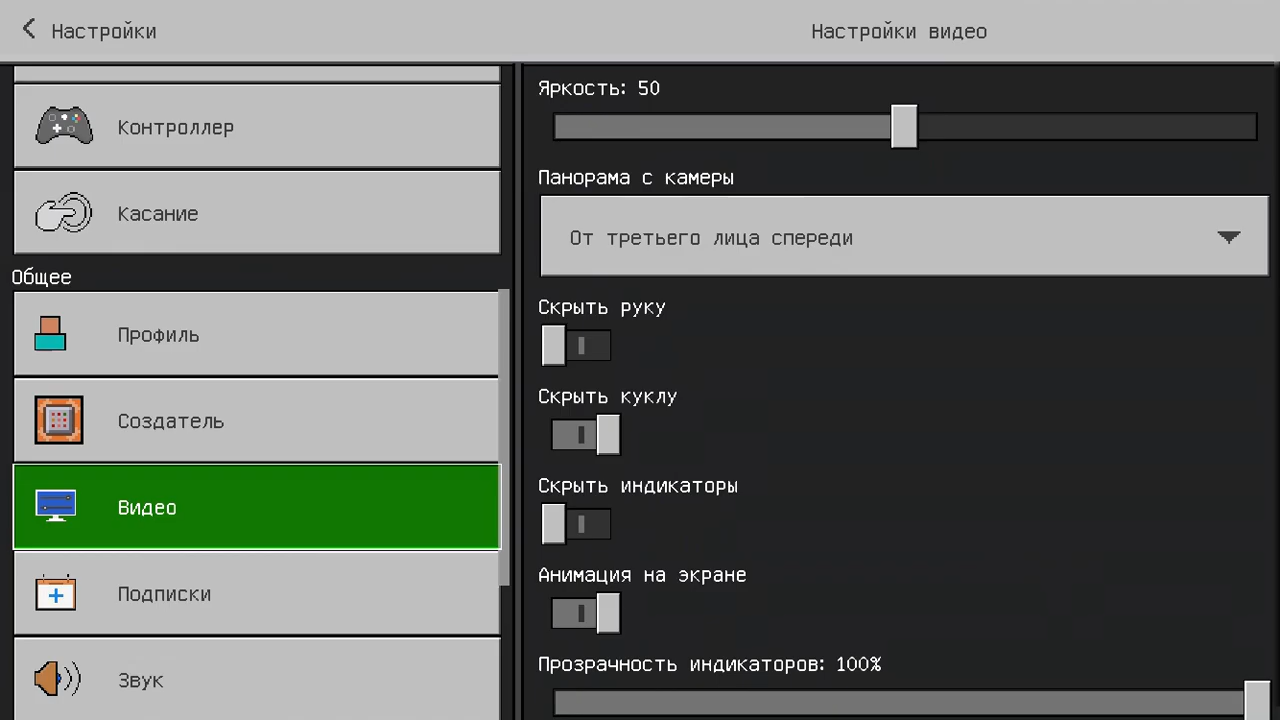 Настройки
Настройки видео
Контроллер
Касание
Общее
Профиль
Создатель
Видео
Подписки
Звук
Яркость: 50
Панорама с камеры
От третьего лица спереди
Скрыть руку
Скрыть куклу
Скрыть индикаторы
Анимация на экране
Прозрачность индикаторов: 100%